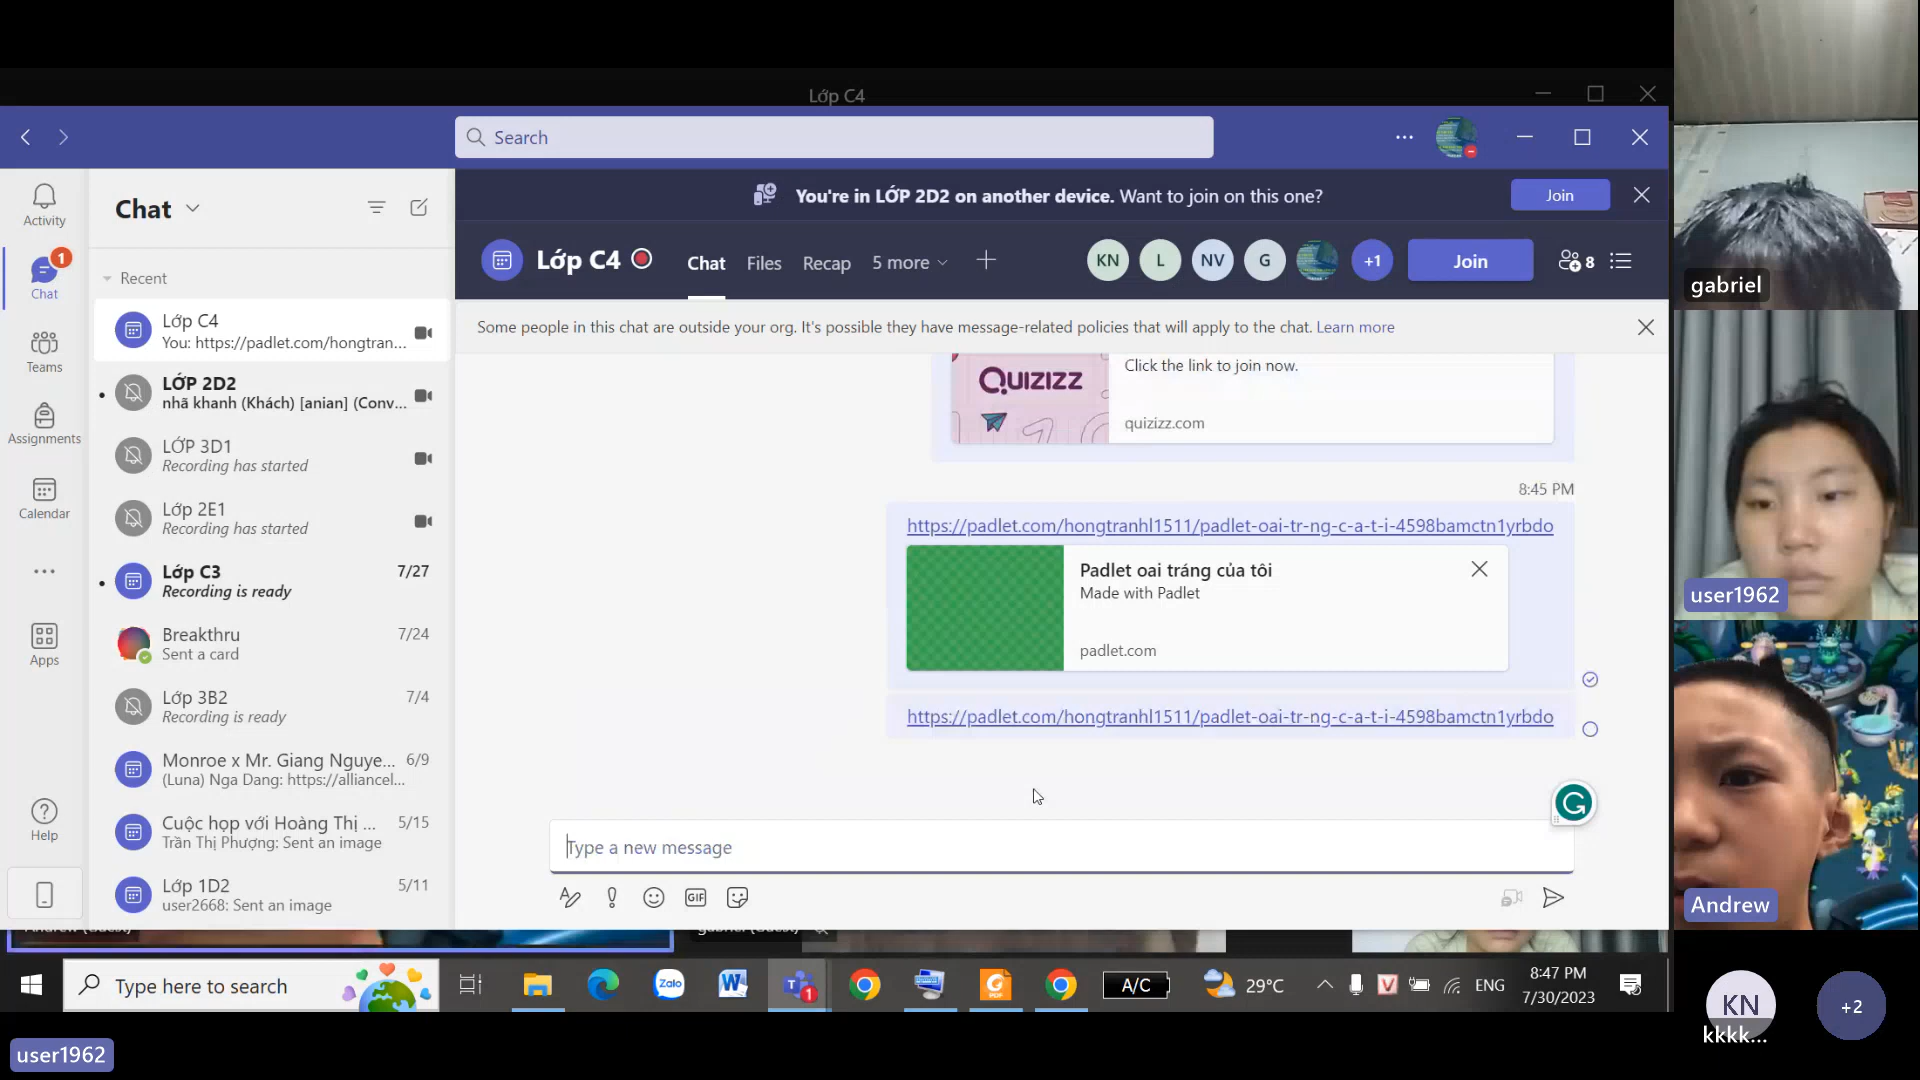 Lớp C4
Search
You're in LỚP 2D2 on another device. Want to join on this one?
Join
Activity
Chat
1
Chat
Teams
Assignments
Calendar
Apps
Help
Recent
Lớp C4
You: https://padlet.com/hongtran...
LỚP 2D2
nhã khanh (Khách) [anian] (Conv...
LỚP 3D1
Recording has started
Lớp 2E1
Recording has started
Lớp C3 7/27
Recording is ready
Breakthru 7/24
Sent a card
Lớp 3B2 7/4
Recording is ready
Monroe x Mr. Giang Nguye... 6/9
(Luna) Nga Dang: https://alliancel...
Cuộc họp với Hoàng Thị ... 5/15
Trần Thị Phượng: Sent an image
Lớp 1D2 5/11
user2668: Sent an image
Lớp C4
Chat Files Recap 5 more
KN L NV G +1
Join
8
Some people in this chat are outside your org. It's possible they have message-related policies that will apply to the chat. Learn more
QUIZIZZ
Click the link to join now.
quizizz.com
8:45 PM
https://padlet.com/hongtranhl1511/padlet-oai-tr-ng-c-a-t-i-4598bamctn1yrbdo
Padlet oai tráng của tôi
Made with Padlet
padlet.com
https://padlet.com/hongtranhl1511/padlet-oai-tr-ng-c-a-t-i-4598bamctn1yrbdo
Type a new message
GIF
gabriel
user1962
Andrew
Type here to search
Zalo
A/C
29°C
ENG
8:47 PM
7/30/2023
KN
kkkk...
+2
user1962